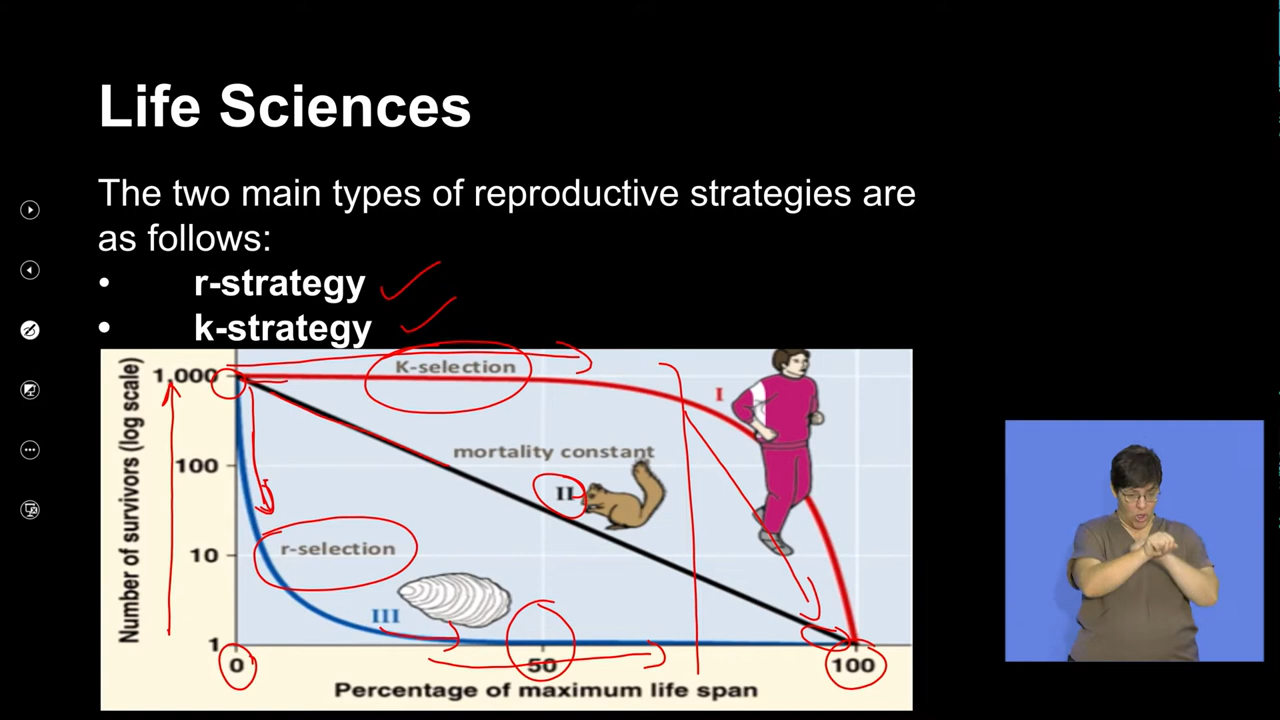 Life Sciences
The two main types of reproductive strategies are
as follows:
• r-strategy
• k-strategy
Number of survivors (log scale)
1,000
100
10
1
K-selection
I
mortality constant
II
r-selection
III
0
50
100
Percentage of maximum life span